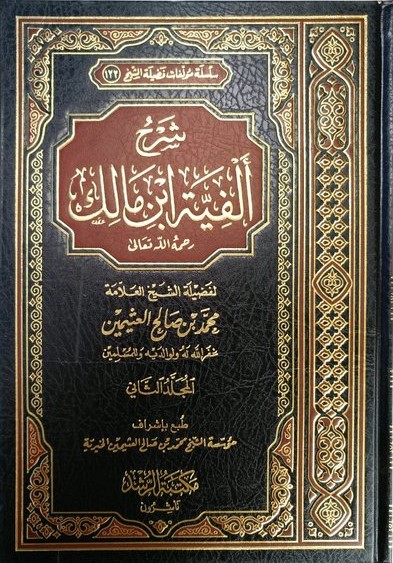 سلسلة مؤلفات فضيلة الشيخ ١٢٢
شرح
ألفية ابن مالك
رحمه الله تعالى
لفضيلة الشيخ العلامة
محمد بن صالح العثيمين
غفر الله له ولوالديه وللمسلمين
المجلد الثاني
طبع بإشراف
مؤسسة الشيخ محمد بن صالح العثيمين الخيرية
مكتبة الرشد
ناشرون